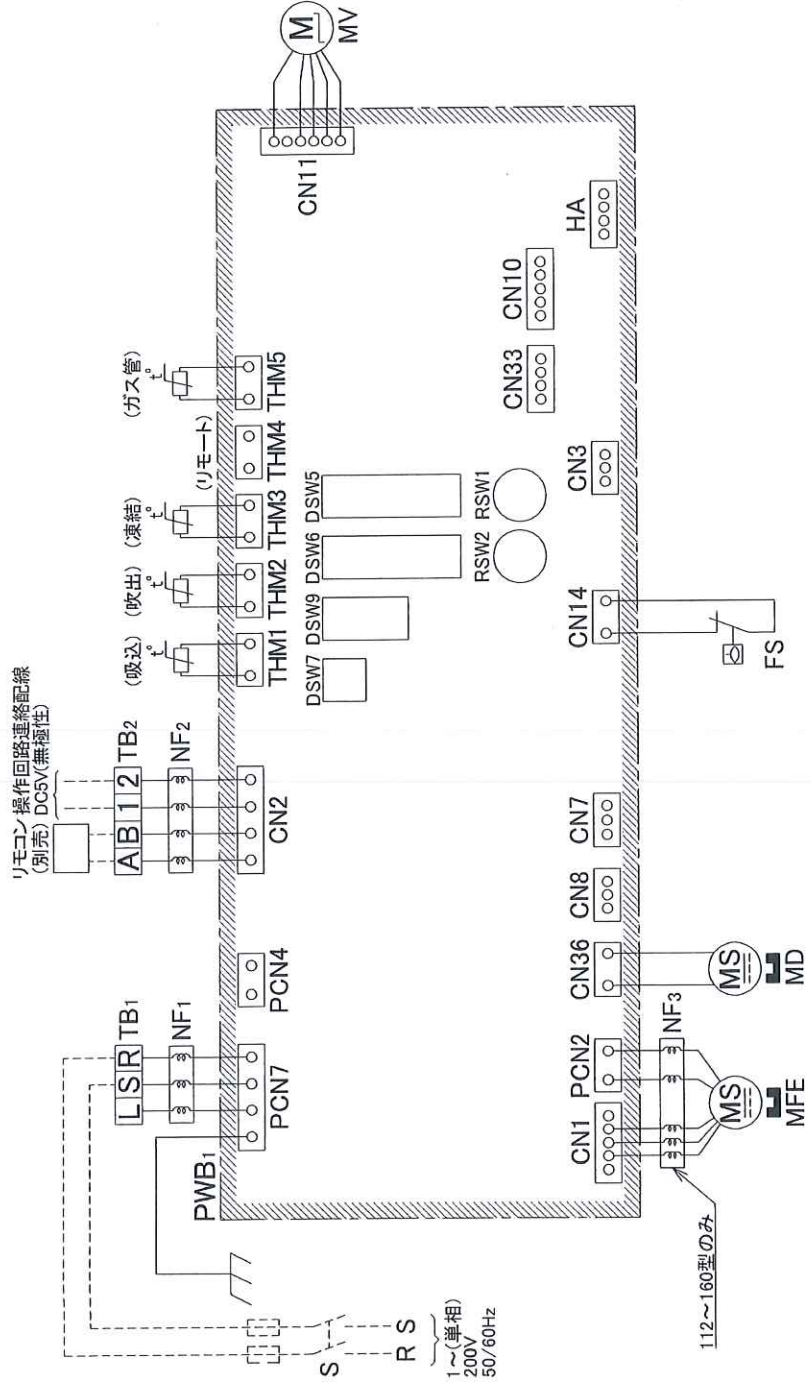 リモコン 操作回路連絡配線
(別売) DC5V(無極性)
L S R TB1
NF1
PCN7
PCN4
A B 1 2 TB2
NF2
CN2
(吸込)
t°
THM1
(吹出)
t°
THM2
(凍結)
t°
THM3
(リモート)
THM4
(ガス管)
t°
THM5
M
MV
CN11
PWB1
DSW7
DSW9
DSW6
DSW5
RSW2
RSW1
S
R S
1～(単相)
200V
50/60Hz
CN1
PCN2
CN36
CN8
CN7
CN14
CN3
CN33
CN10
HA
NF3
MS
MFE
MS
MD
FS
112～160型のみ